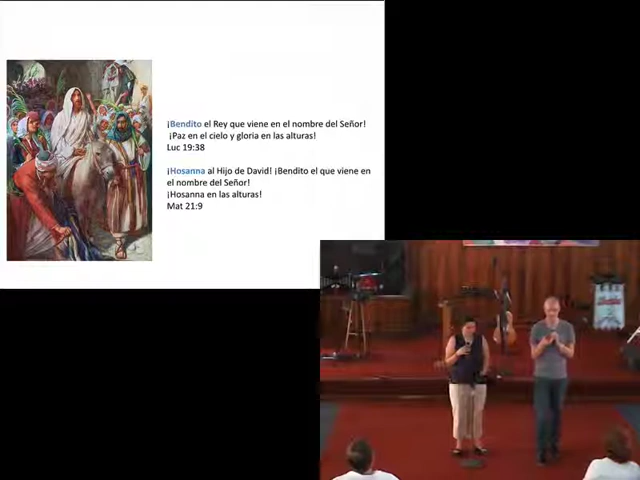 ¡Bendito el Rey que viene en el nombre del Señor!
¡Paz en el cielo y gloria en las alturas!
Luc 19:38
¡Hosanna al Hijo de David! ¡Bendito el que viene en
el nombre del Señor!
¡Hosanna en las alturas!
Mat 21:9